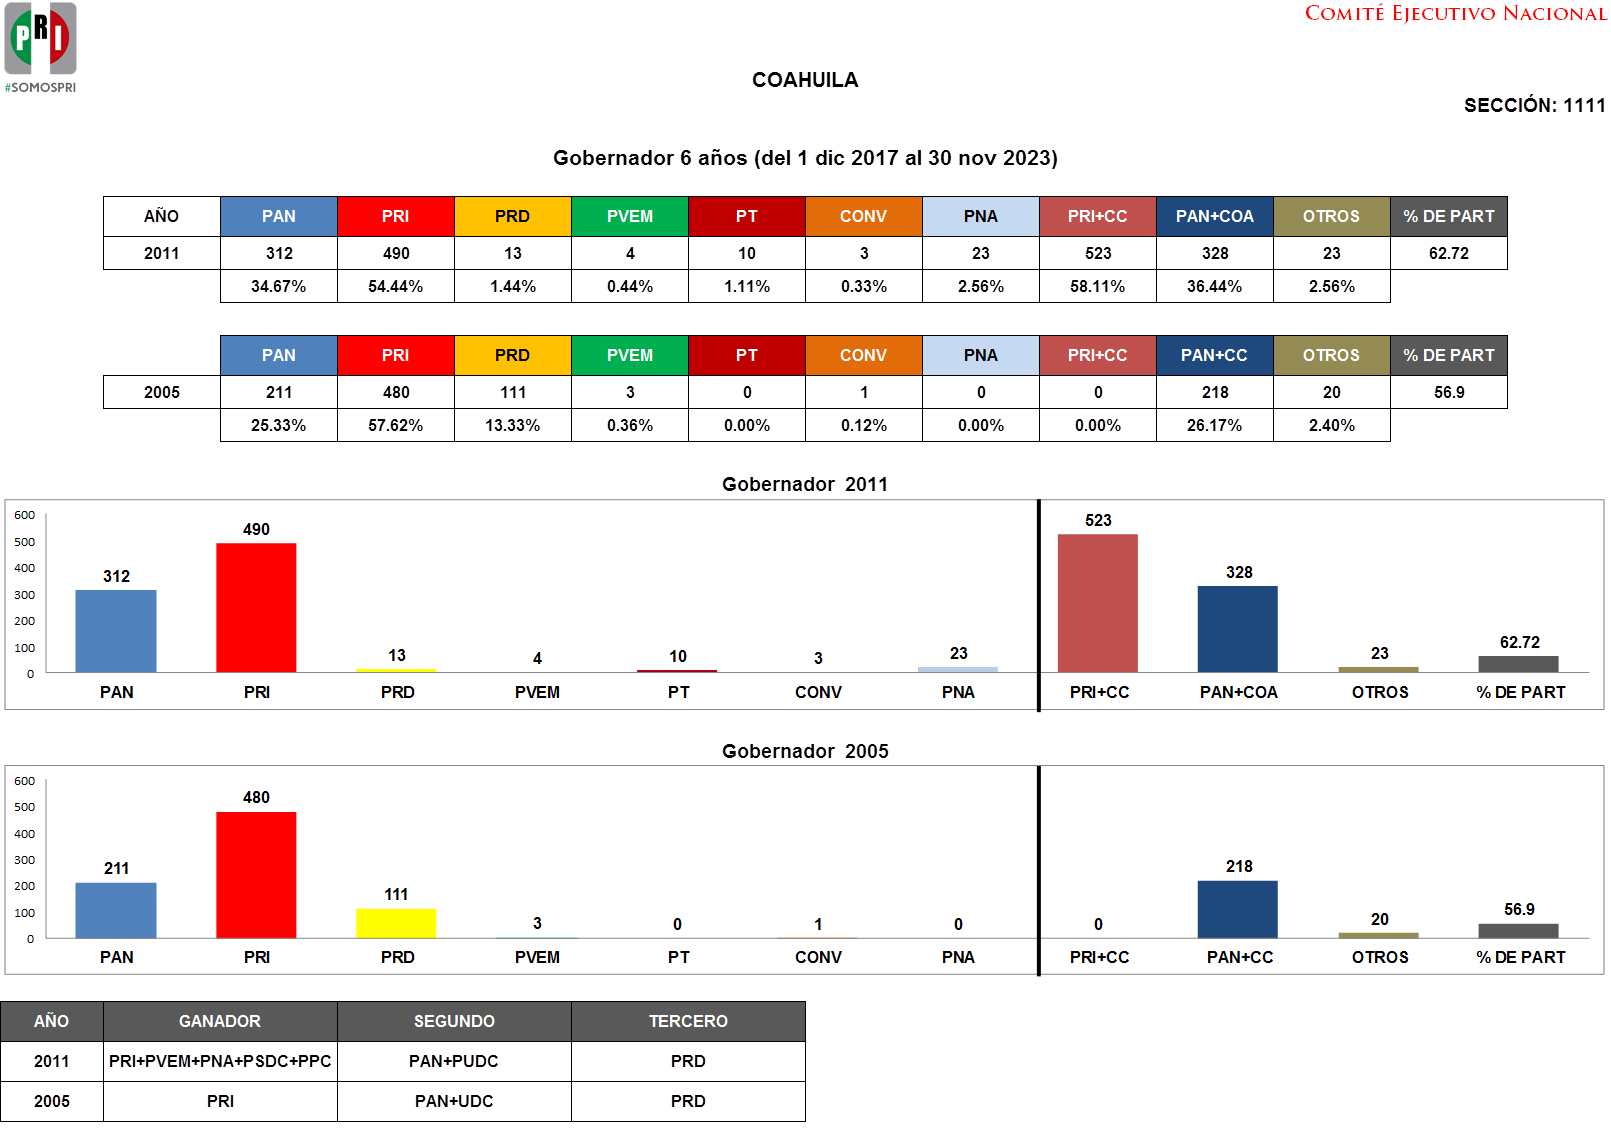 PRI
#SOMOSPRI
COMITÉ EJECUTIVO NACIONAL
COAHUILA
SECCIÓN: 1111
Gobernador 6 años (del 1 dic 2017 al 30 nov 2023)
AÑO PAN PRI PRD PVEM PT CONV PNA PRI+CC PAN+COA OTROS % DE PART
2011 312 490 13 4 10 3 23 523 328 23 62.72
34.67% 54.44% 1.44% 0.44% 1.11% 0.33% 2.56% 58.11% 36.44% 2.56%
PAN PRI PRD PVEM PT CONV PNA PRI+CC PAN+CC OTROS % DE PART
2005 211 480 111 3 0 1 0 0 218 20 56.9
25.33% 57.62% 13.33% 0.36% 0.00% 0.12% 0.00% 0.00% 26.17% 2.40%
Gobernador 2011
600
500
400
300
200
100
0
312 490 13 4 10 3 23 523 328 23 62.72
PAN PRI PRD PVEM PT CONV PNA PRI+CC PAN+COA OTROS % DE PART
Gobernador 2005
600
500
400
300
200
100
0
211 480 111 3 0 1 0 0 218 20 56.9
PAN PRI PRD PVEM PT CONV PNA PRI+CC PAN+CC OTROS % DE PART
AÑO GANADOR SEGUNDO TERCERO
2011 PRI+PVEM+PNA+PSDC+PPC PAN+PUDC PRD
2005 PRI PAN+UDC PRD